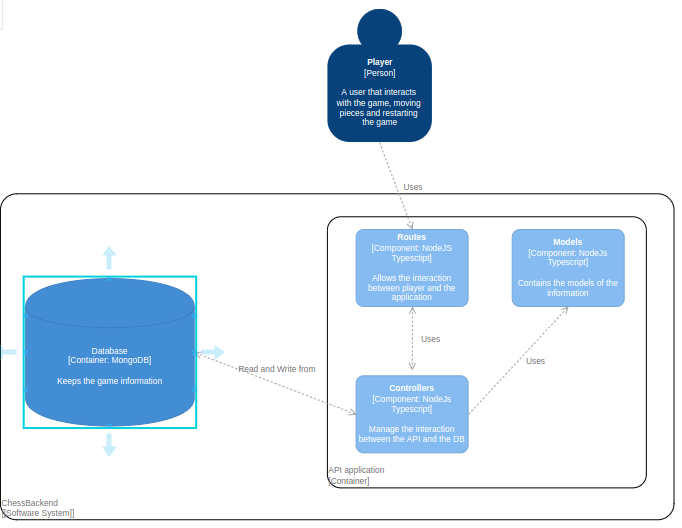 Player
[Person]
A user that interacts
with the game, moving
pieces and restarting
the game
Uses
Routes
[Component: NodeJS
Typesctipt]
Allows the interaction
between player and the
application
Models
[Component: NodeJs
Typescript]
Contains the models of the
information
Database
[Container: MongoDB]
Keeps the game information
Read and Write from
Uses
Uses
Controllers
[Component: NodeJs
Typescript]
Manage the interaction
between the API and the DB
API application
[Container]
ChessBackend
[[Software System]]